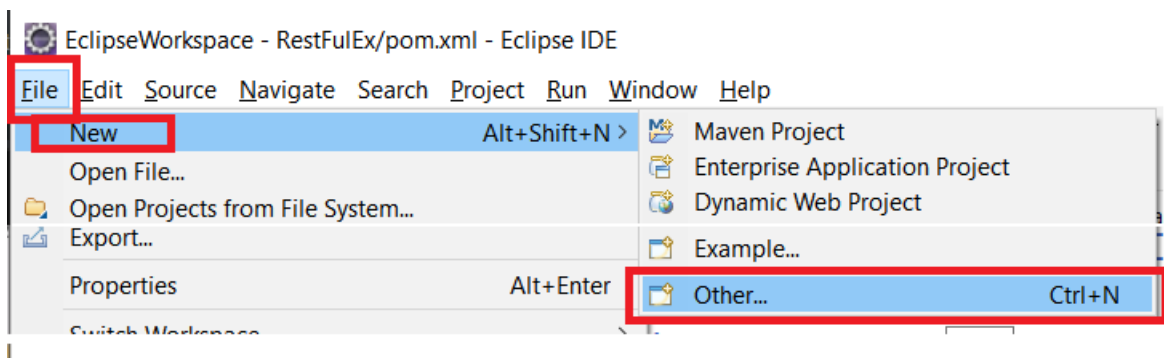 EclipseWorkspace - RestFulEx/pom.xml - Eclipse IDE
File Edit Source Navigate Search Project Run Window Help
New Alt+Shift+N > Maven Project
Open File... Enterprise Application Project
Open Projects from File System... Dynamic Web Project
Export... Example...
Properties Alt+Enter Other... Ctrl+N
Switch Workspace >